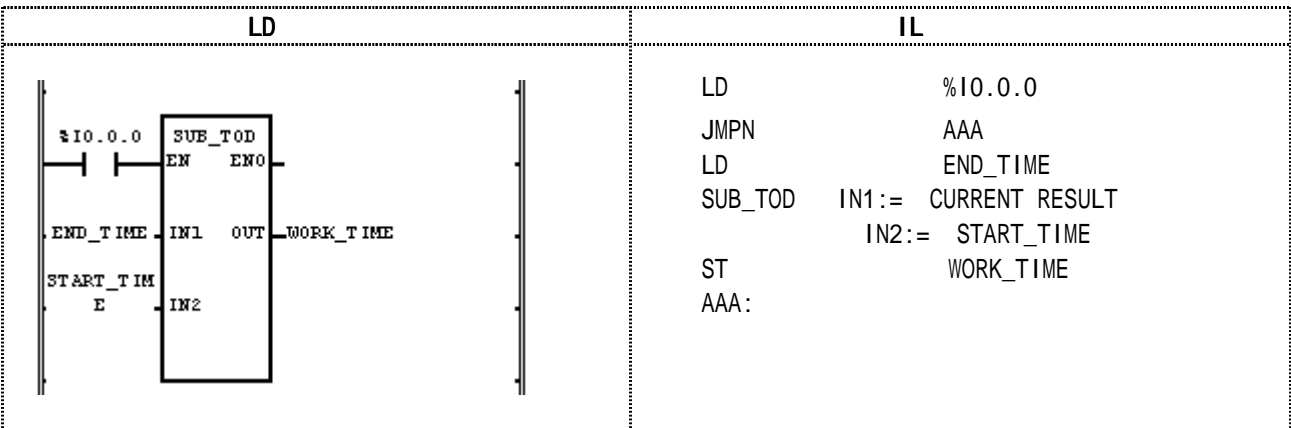 LD
IL
%I0.0.0
SUB_TOD
EN ENO
END_TIME IN1 OUT WORK_TIME
START_TIM
E IN2
LD %I0.0.0
JMPN AAA
LD END_TIME
SUB_TOD IN1:= CURRENT RESULT
IN2:= START_TIME
ST WORK_TIME
AAA: